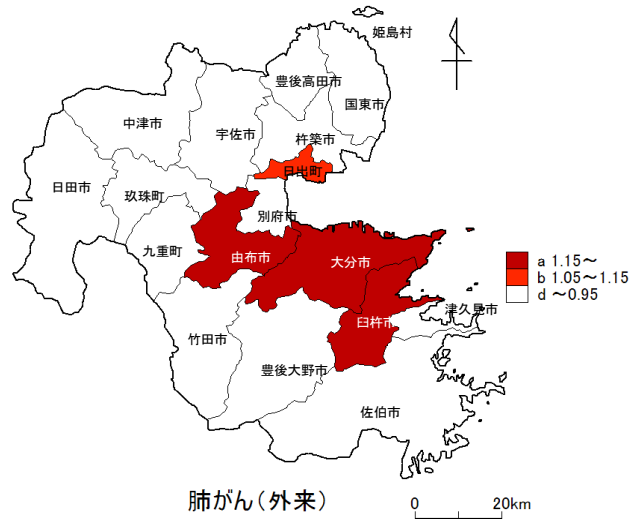 姫島村
豊後高田市
国東市
中津市
宇佐市
杵築市
日出町
日田市
玖珠町
別府市
九重町
由布市
大分市
a 1.15～
b 1.05～1.15
d ～0.95
津久見市
臼杵市
竹田市
豊後大野市
佐伯市
肺がん(外来)
0 20km